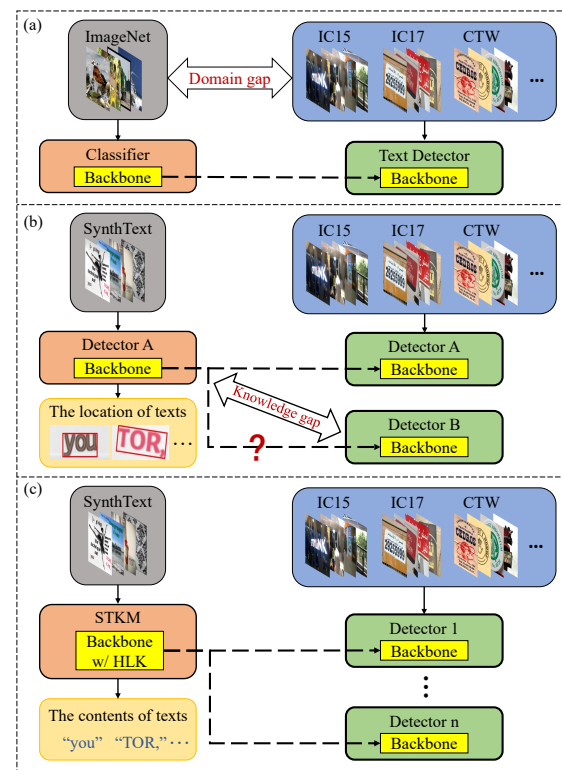 (a)
ImageNet
IC15 IC17 CTW
Domain gap
...
Classifier
Backbone
Text Detector
Backbone
(b)
SynthText
IC15 IC17 CTW
...
Detector A
Backbone
Detector A
Backbone
The location of texts
you TOR, ...
Knowledge gap
?
Detector B
Backbone
(c)
SynthText
IC15 IC17 CTW
...
STKM
Backbone
w/ HLK
Detector 1
Backbone
The contents of texts
“you” “TOR,” ...
Detector n
Backbone